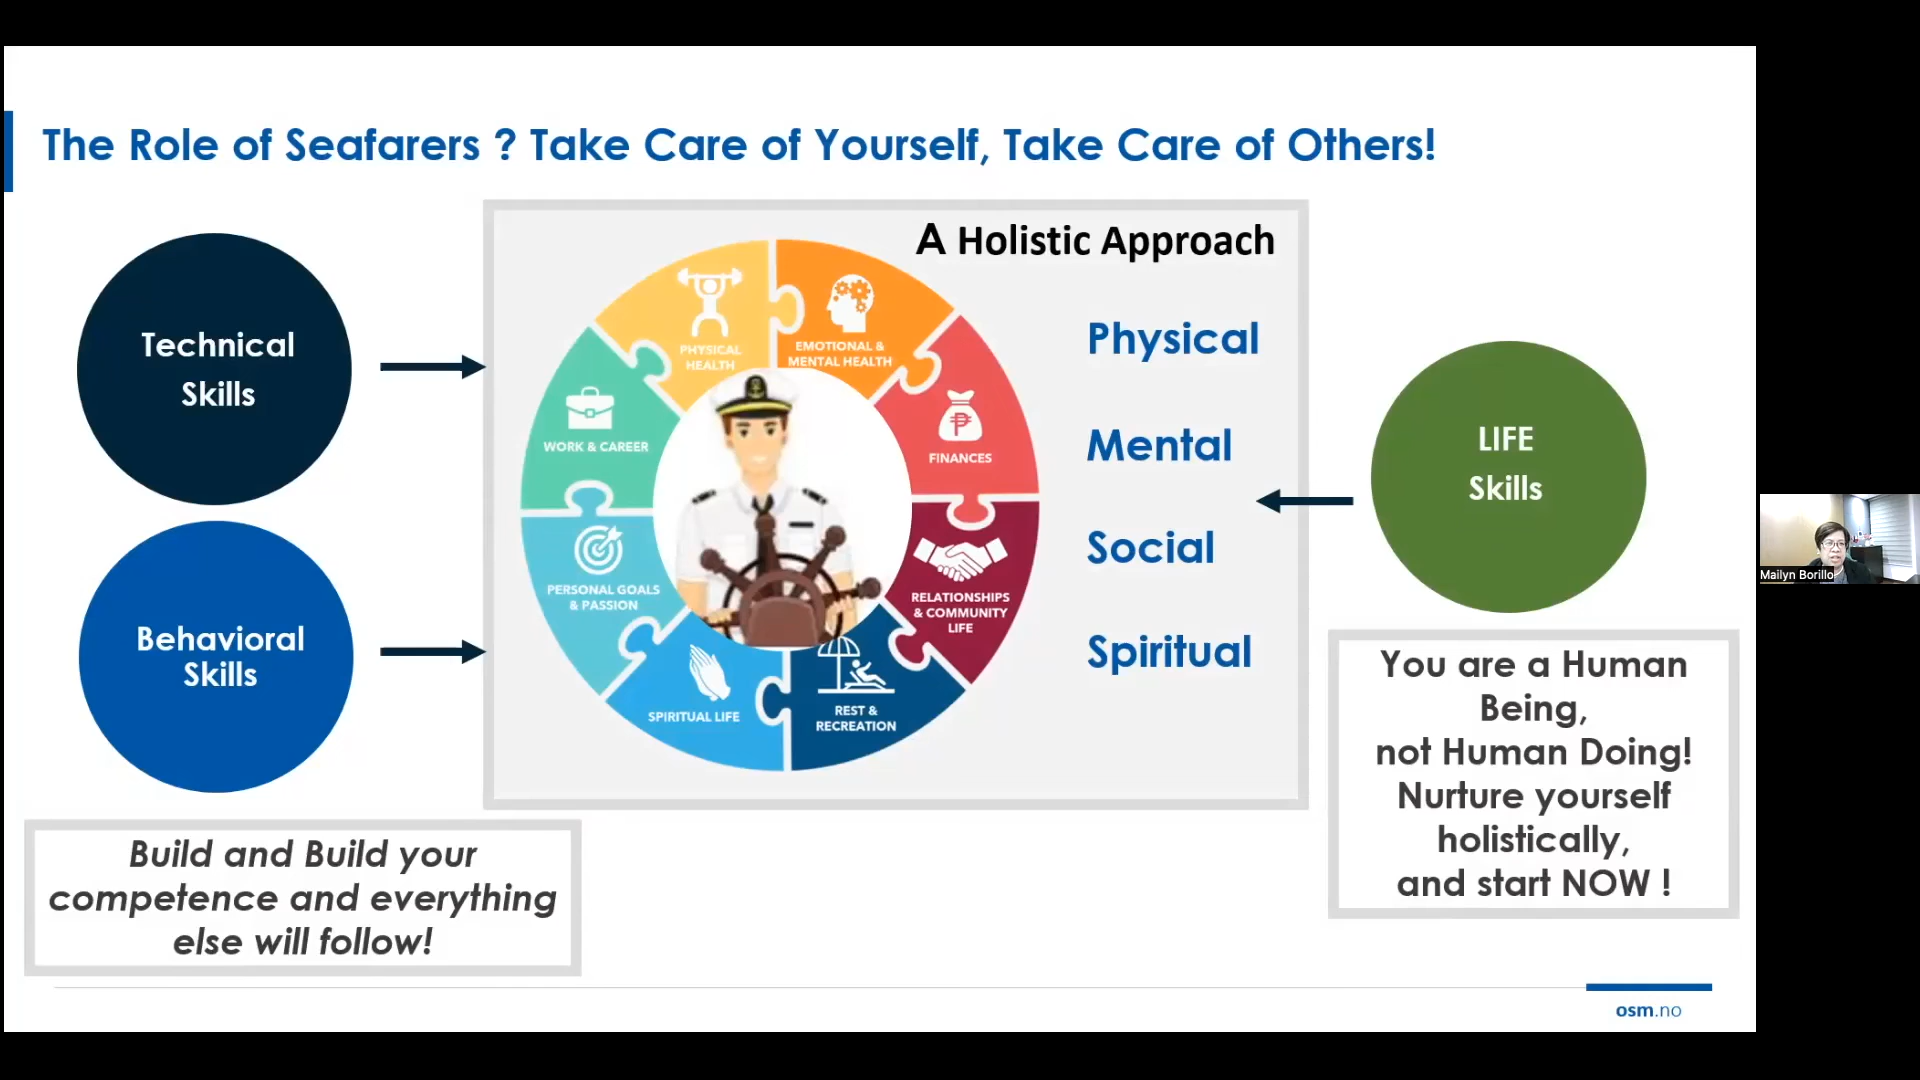 The Role of Seafarers ? Take Care of Yourself, Take Care of Others!
Technical
Skills
Behavioral
Skills
Build and Build your
competence and everything
else will follow!
A Holistic Approach
PHYSICAL
HEALTH
EMOTIONAL &
MENTAL HEALTH
FINANCES
₱
RELATIONSHIPS
& COMMUNITY
LIFE
REST &
RECREATION
SPIRITUAL LIFE
PERSONAL GOALS
& PASSION
WORK & CAREER
Physical
Mental
Social
Spiritual
LIFE
Skills
You are a Human
Being,
not Human Doing!
Nurture yourself
holistically,
and start NOW !
osm.no
Mailyn Borillo